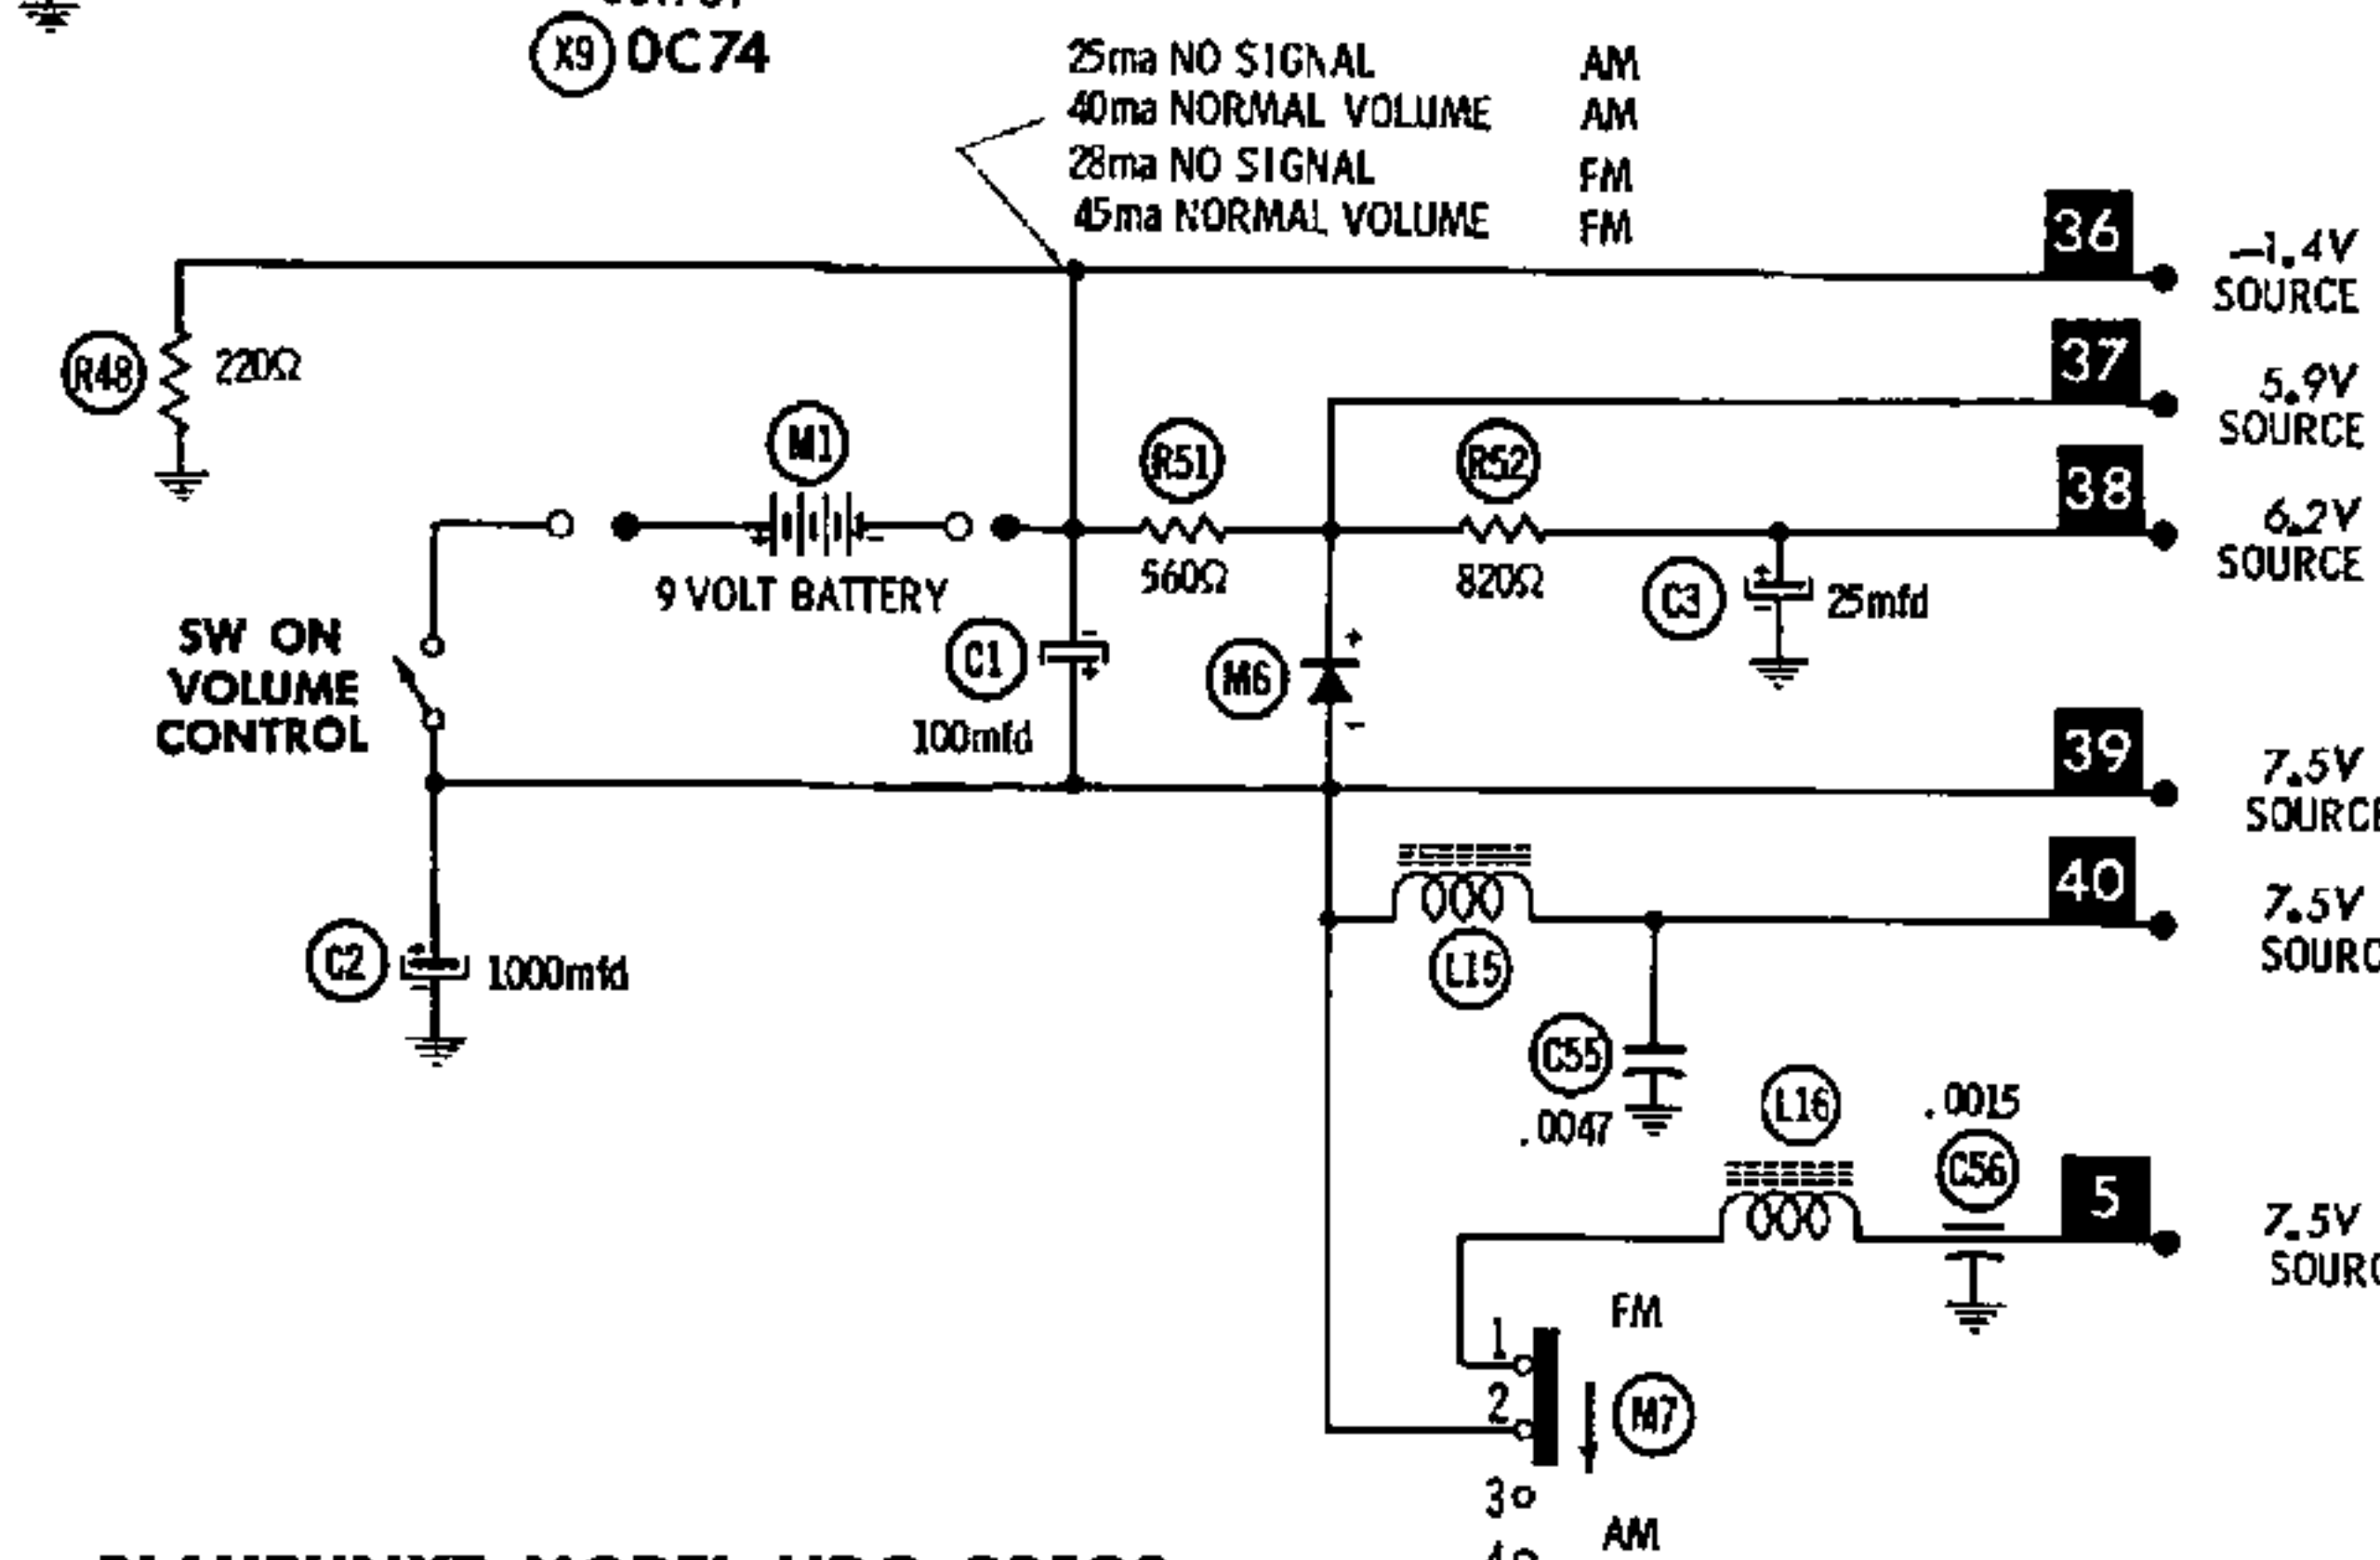 X9 OC74
25ma NO SIGNAL AM
40ma NORMAL VOLUME AM
28ma NO SIGNAL FM
45ma NORMAL VOLUME FM
36
-1.4V
SOURCE
R48
220Ω
37
5.9V
SOURCE
M1
R51
R52
38
6.2V
SOURCE
9 VOLT BATTERY
560Ω
820Ω
C3
25mfd
SW ON
VOLUME
CONTROL
C1
100mfd
M6
39
7.5V
SOURCE
40
7.5V
L15
C2
1000mfd
C55
.0047
L16
.0015
C56
5
7.5V
FM
1
2
M7
3
AM